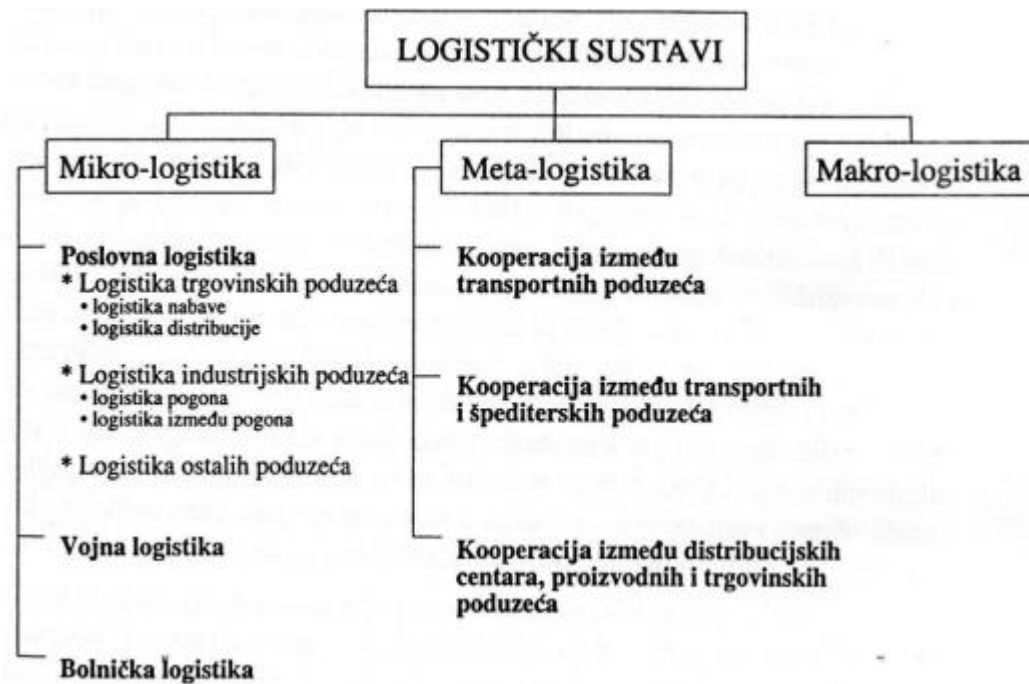 LOGISTIČKI SUSTAVI
Mikro-logistika
Meta-logistika
Makro-logistika
Poslovna logistika
* Logistika trgovinskih poduzeća
• logistika nabave
• logistika distribucije
* Logistika industrijskih poduzeća
• logistika pogona
• logistika između pogona
* Logistika ostalih poduzeća
Vojna logistika
Bolnička logistika
Kooperacija između
transportnih poduzeća
Kooperacija između transportnih
i špediterskih poduzeća
Kooperacija između distribucijskih
centara, proizvodnih i trgovinskih
poduzeća